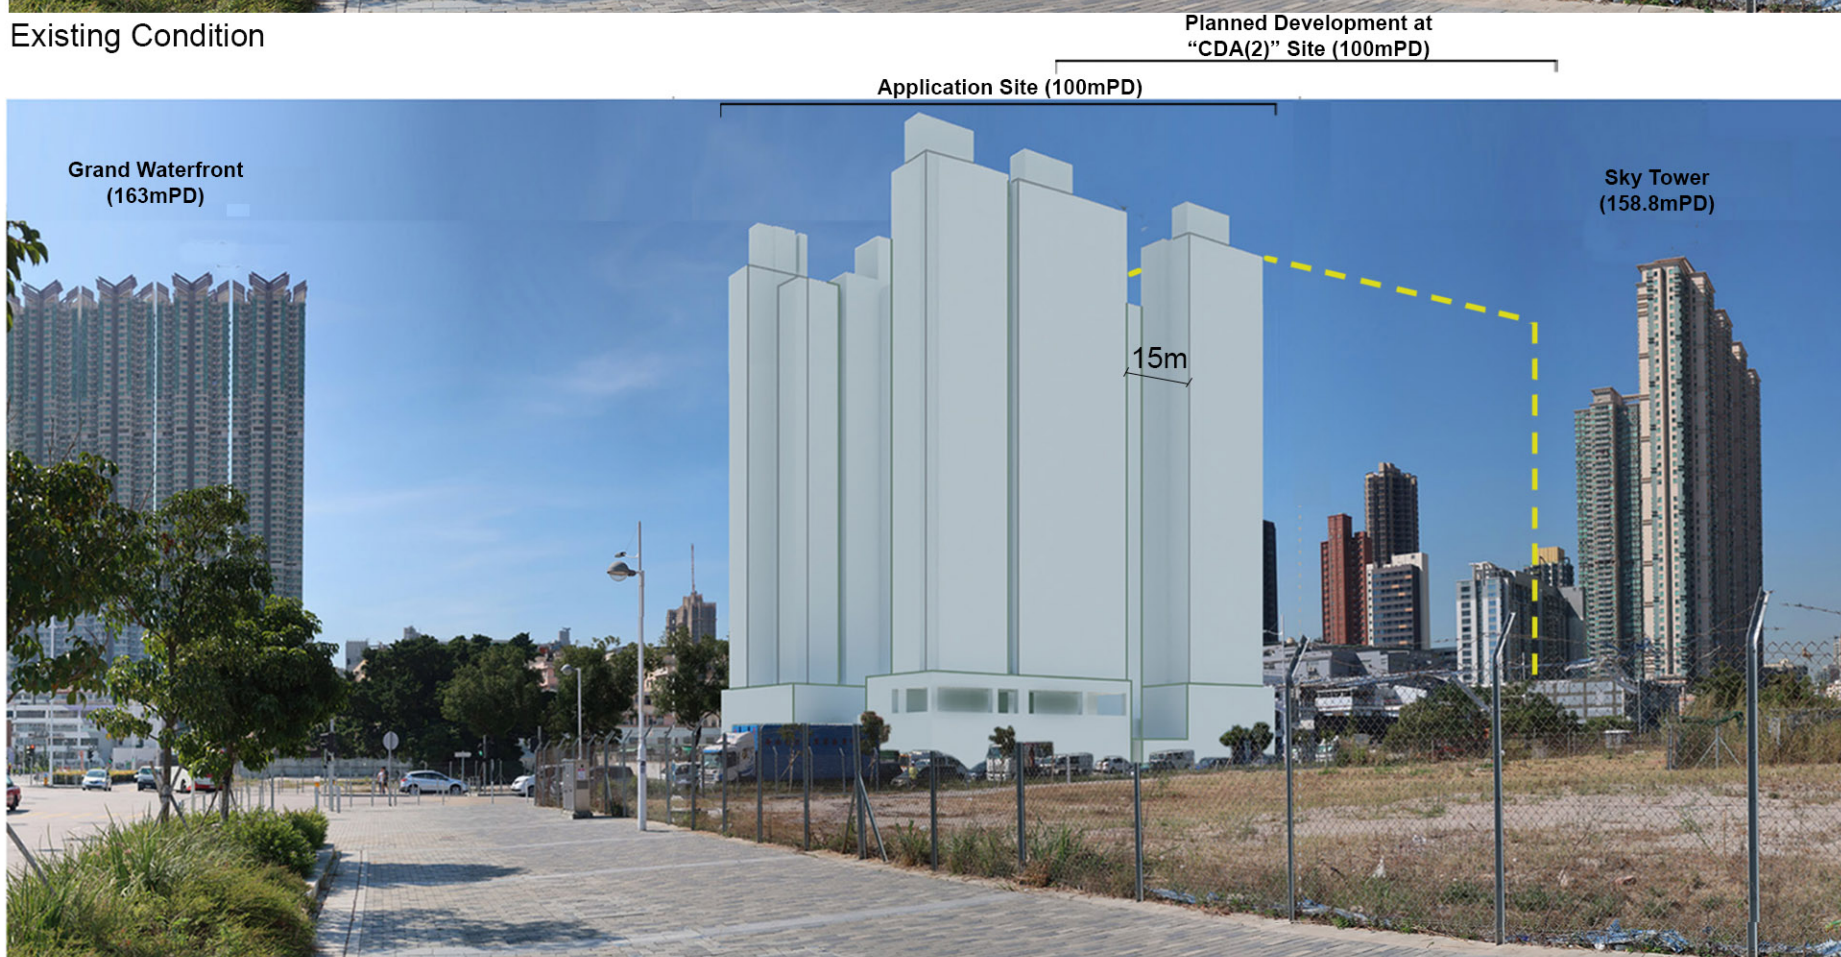 Existing Condition
Planned Development at
“CDA(2)” Site (100mPD)
Application Site (100mPD)
Grand Waterfront
(163mPD)
Sky Tower
(158.8mPD)
15m